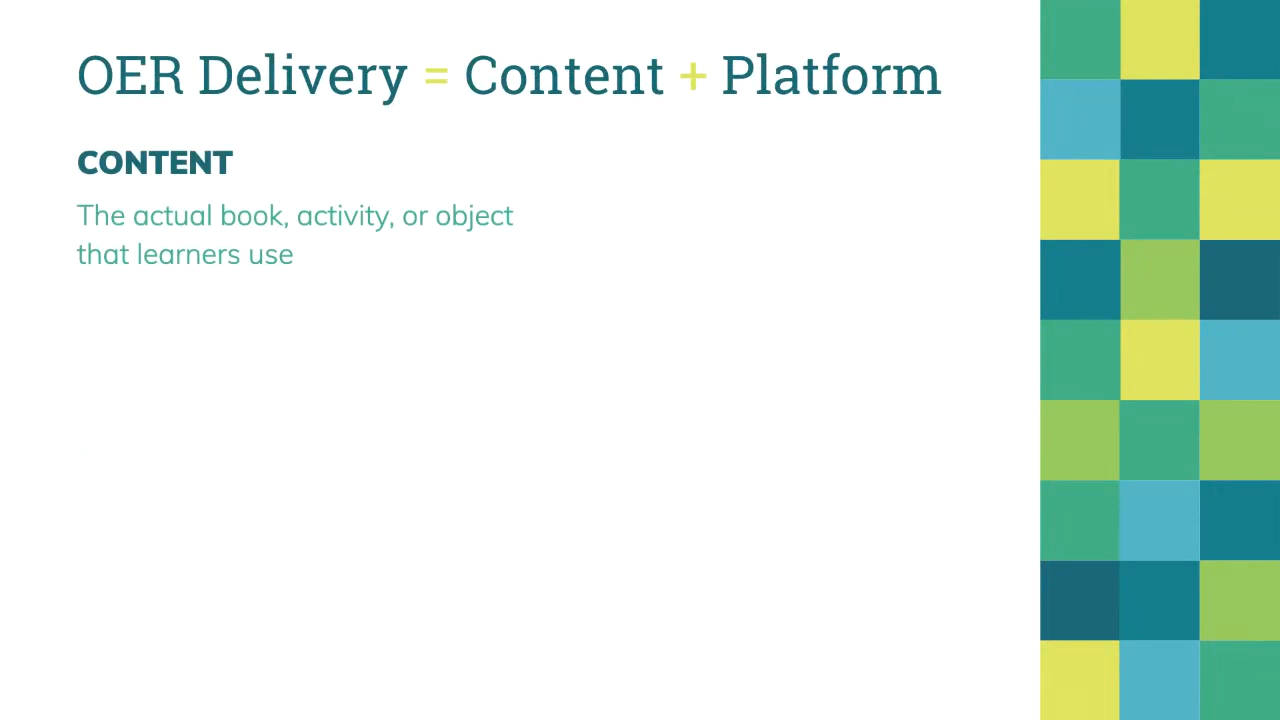 OER Delivery = Content + Platform
CONTENT
The actual book, activity, or object
that learners use